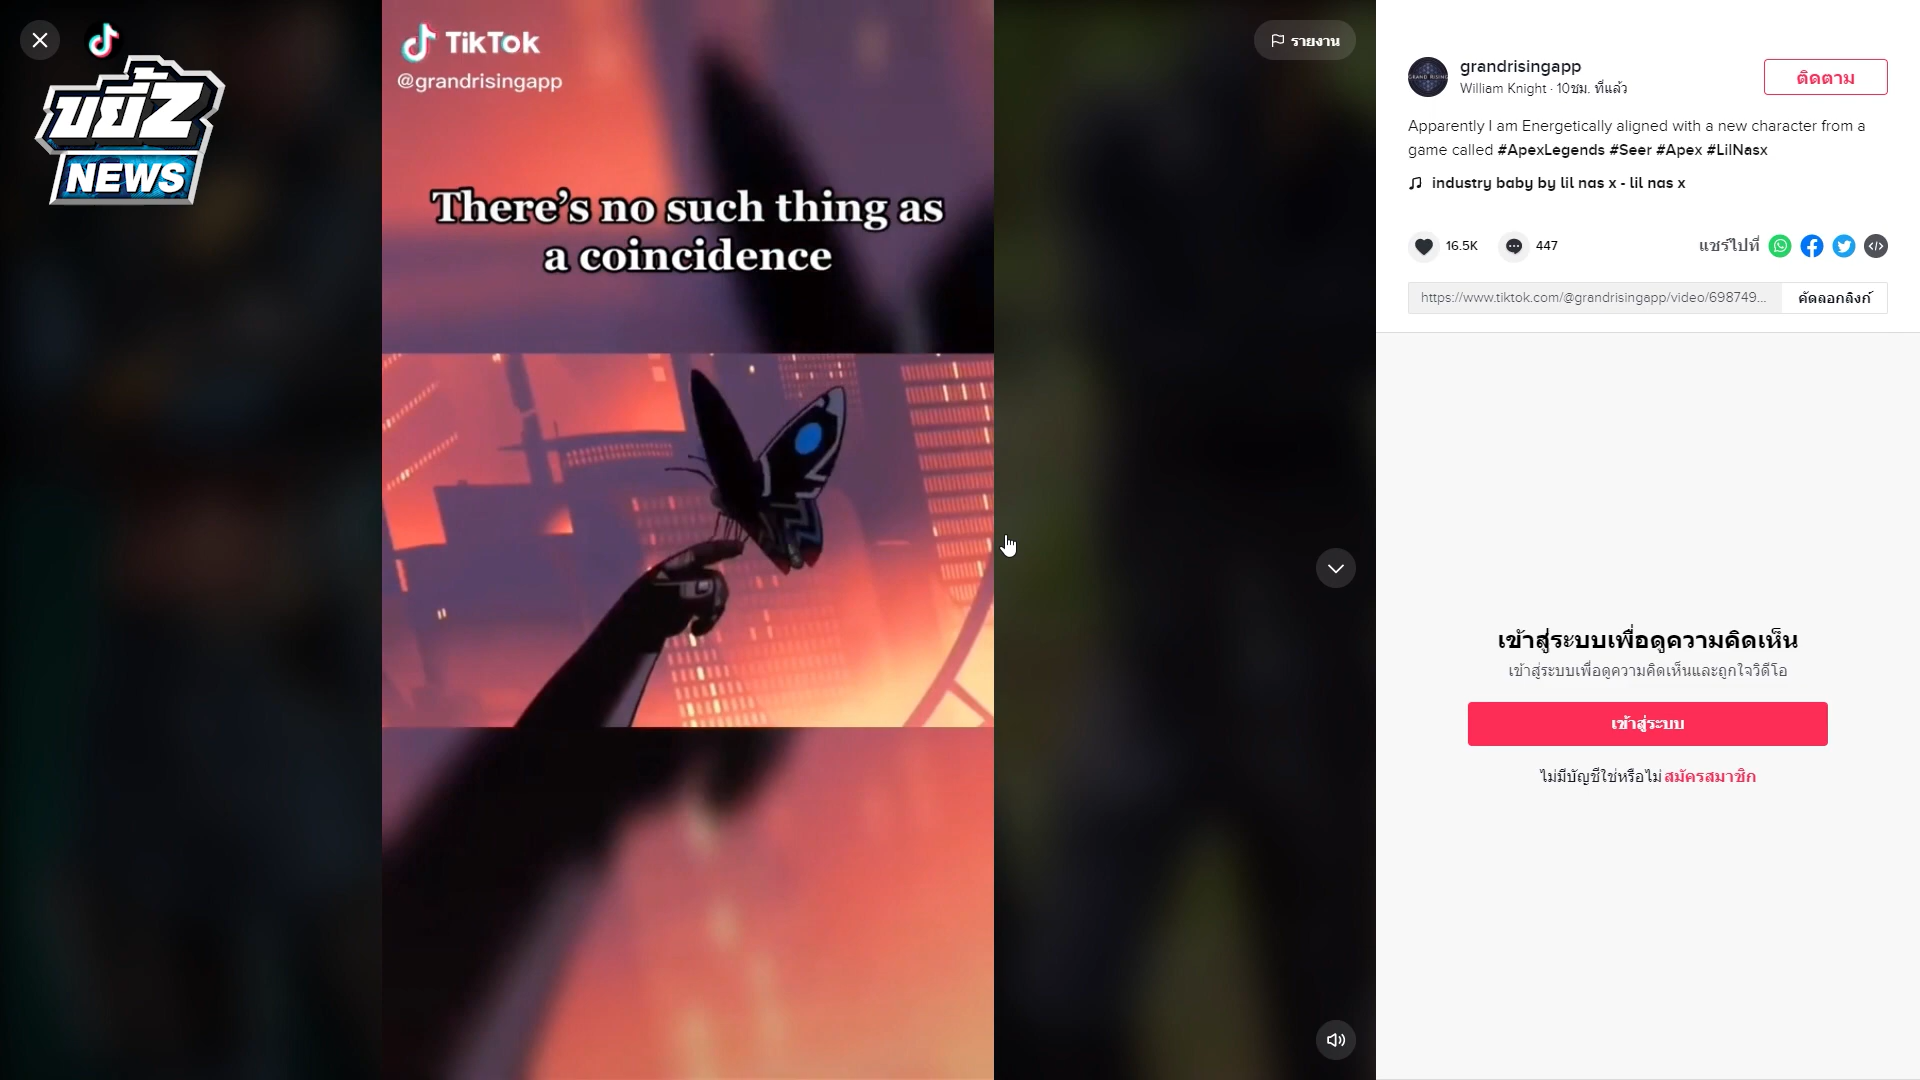 ขยี้Z
NEWS
TikTok
@grandrisingapp
There's no such thing as
a coincidence
รายงาน
GRAND RISING
grandrisingapp
William Knight · 10ชม. ที่แล้ว
ติดตาม
Apparently I am Energetically aligned with a new character from a
game called #ApexLegends #Seer #Apex #LilNasx
industry baby by lil nas x - lil nas x
16.5K
447
แชร์ไปที่
https://www.tiktok.com/@grandrisingapp/video/698749...
คัดลอกลิงก์
เข้าสู่ระบบเพื่อดูความคิดเห็น
เข้าสู่ระบบเพื่อดูความคิดเห็นและถูกใจวิดีโอ
เข้าสู่ระบบ
ไม่มีบัญชีใช่หรือไม่ สมัครสมาชิก